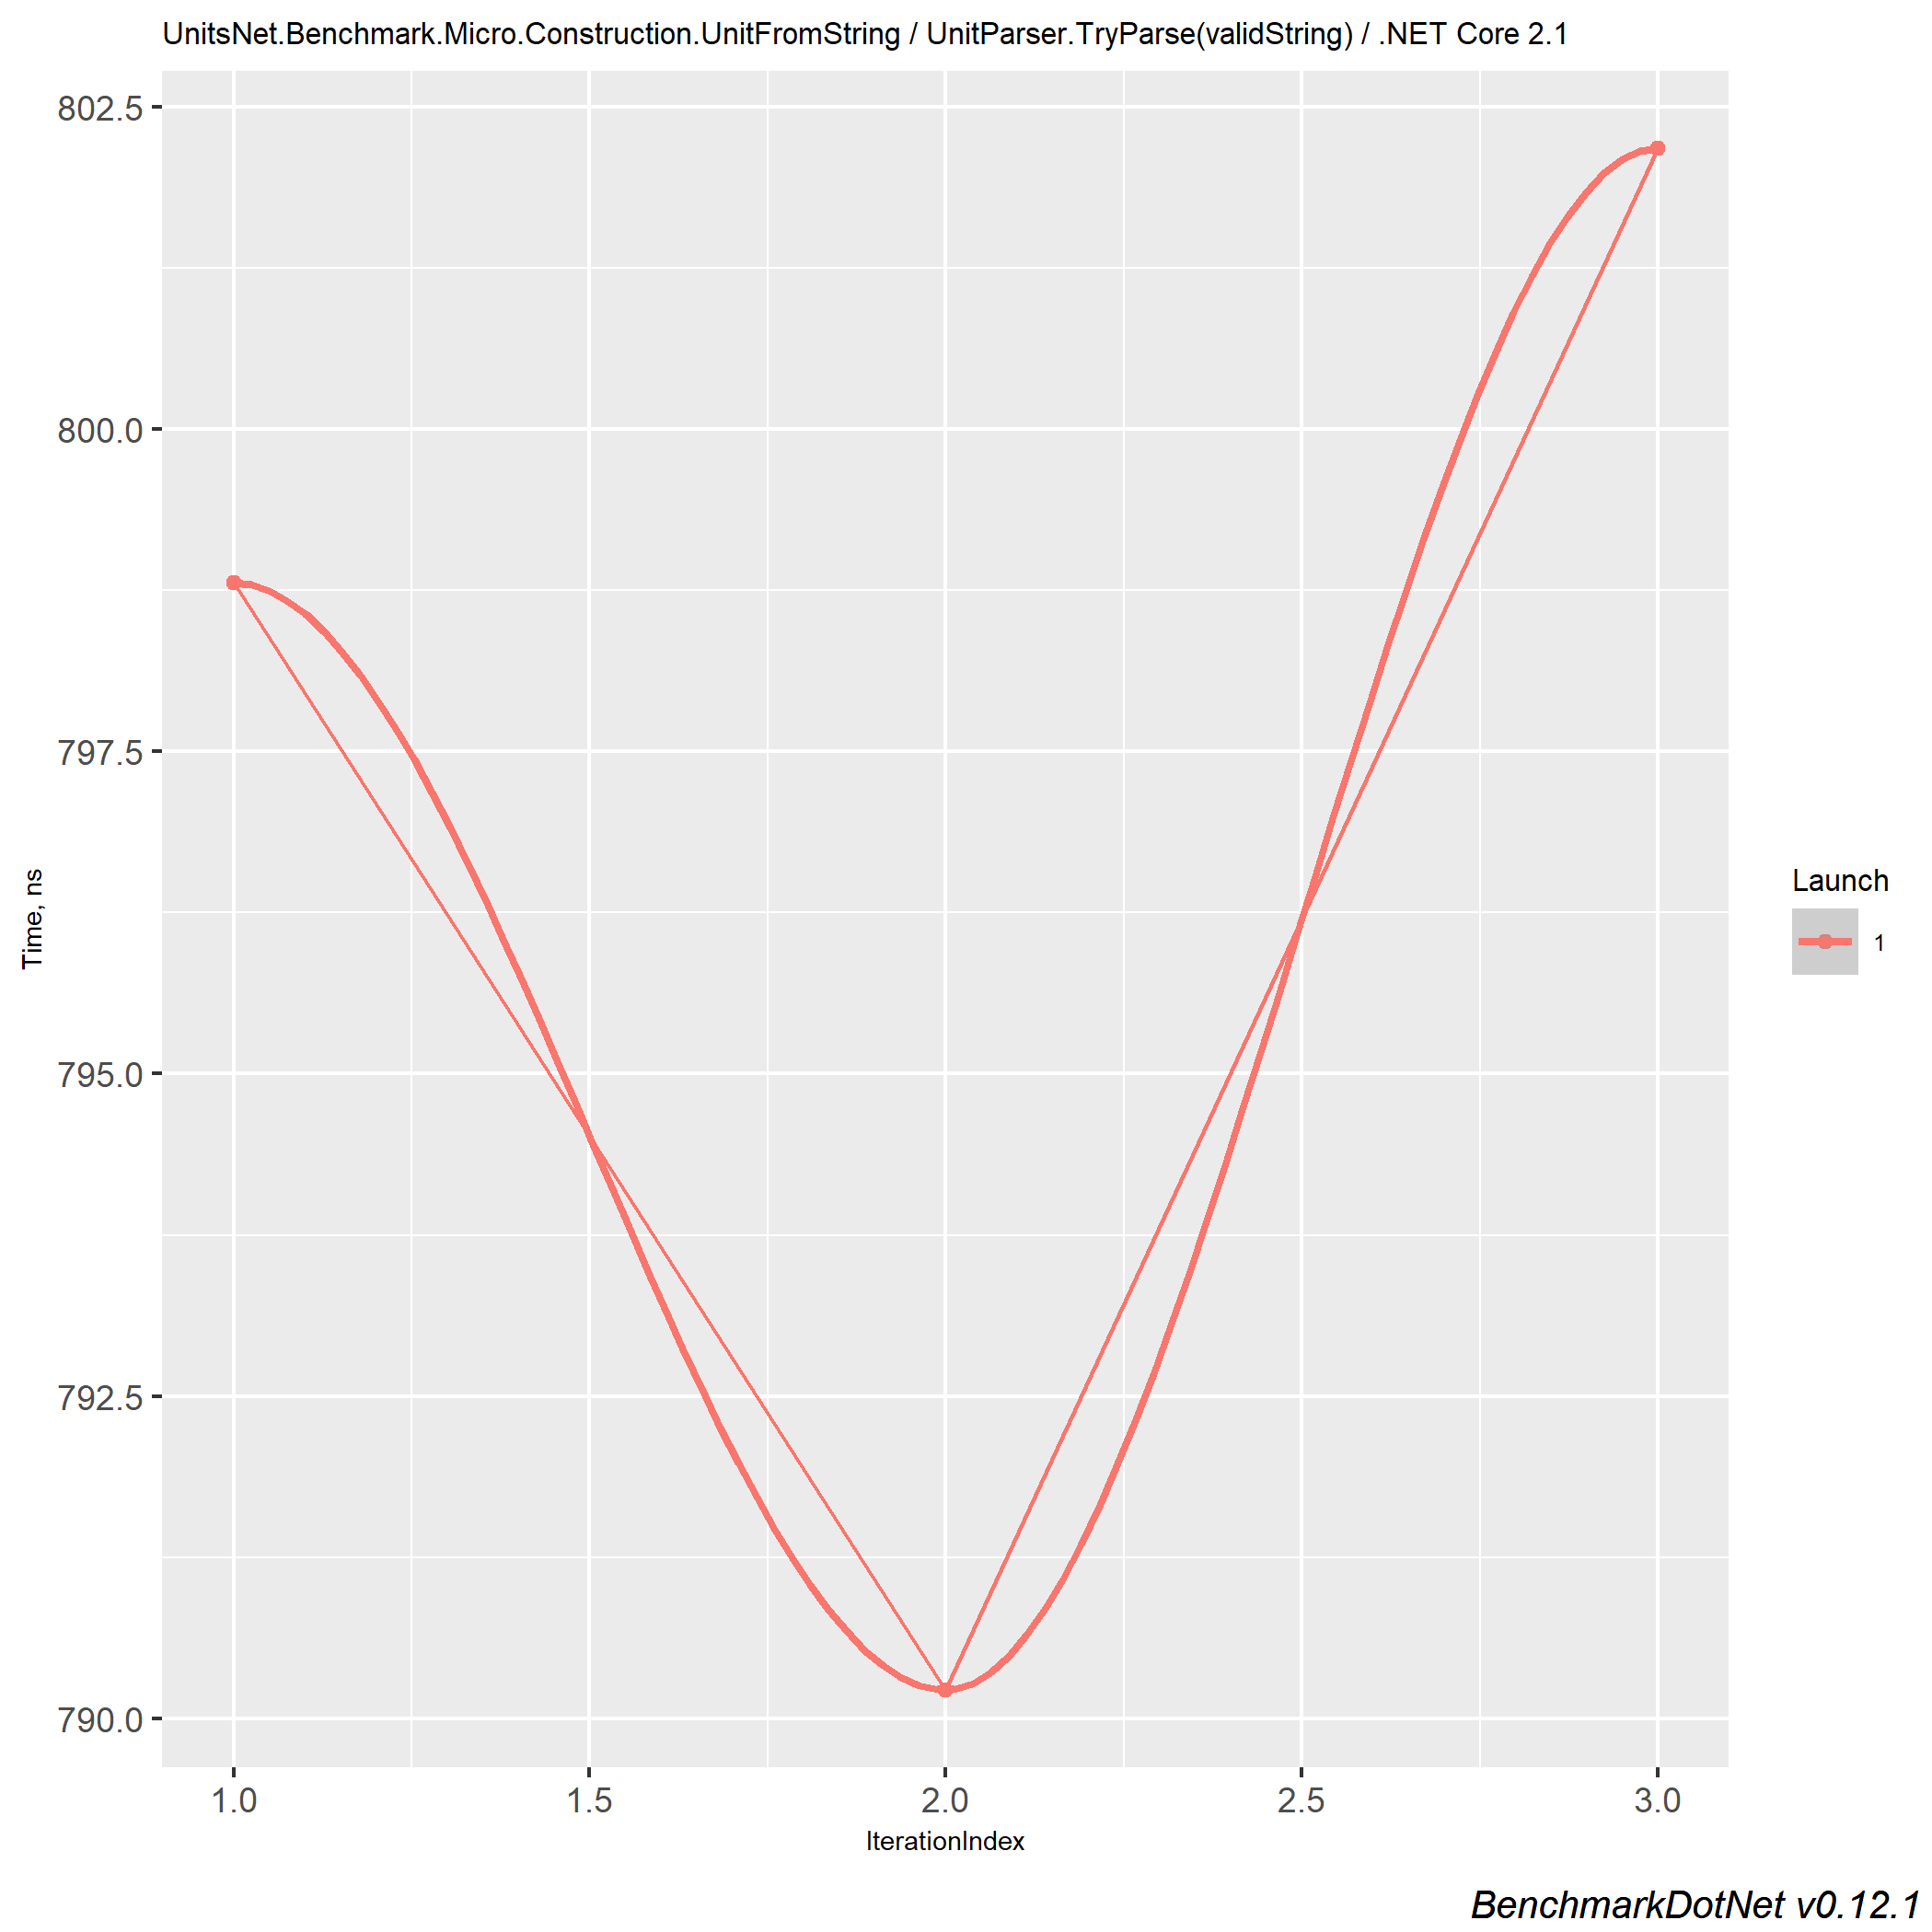 UnitsNet.Benchmark.Micro.Construction.UnitFromString / UnitParser.TryParse(validString) / .NET Core 2.1
802.5
800.0
797.5
795.0
792.5
790.0
Time, ns
1.0 1.5 2.0 2.5 3.0
IterationIndex
Launch
1
BenchmarkDotNet v0.12.1